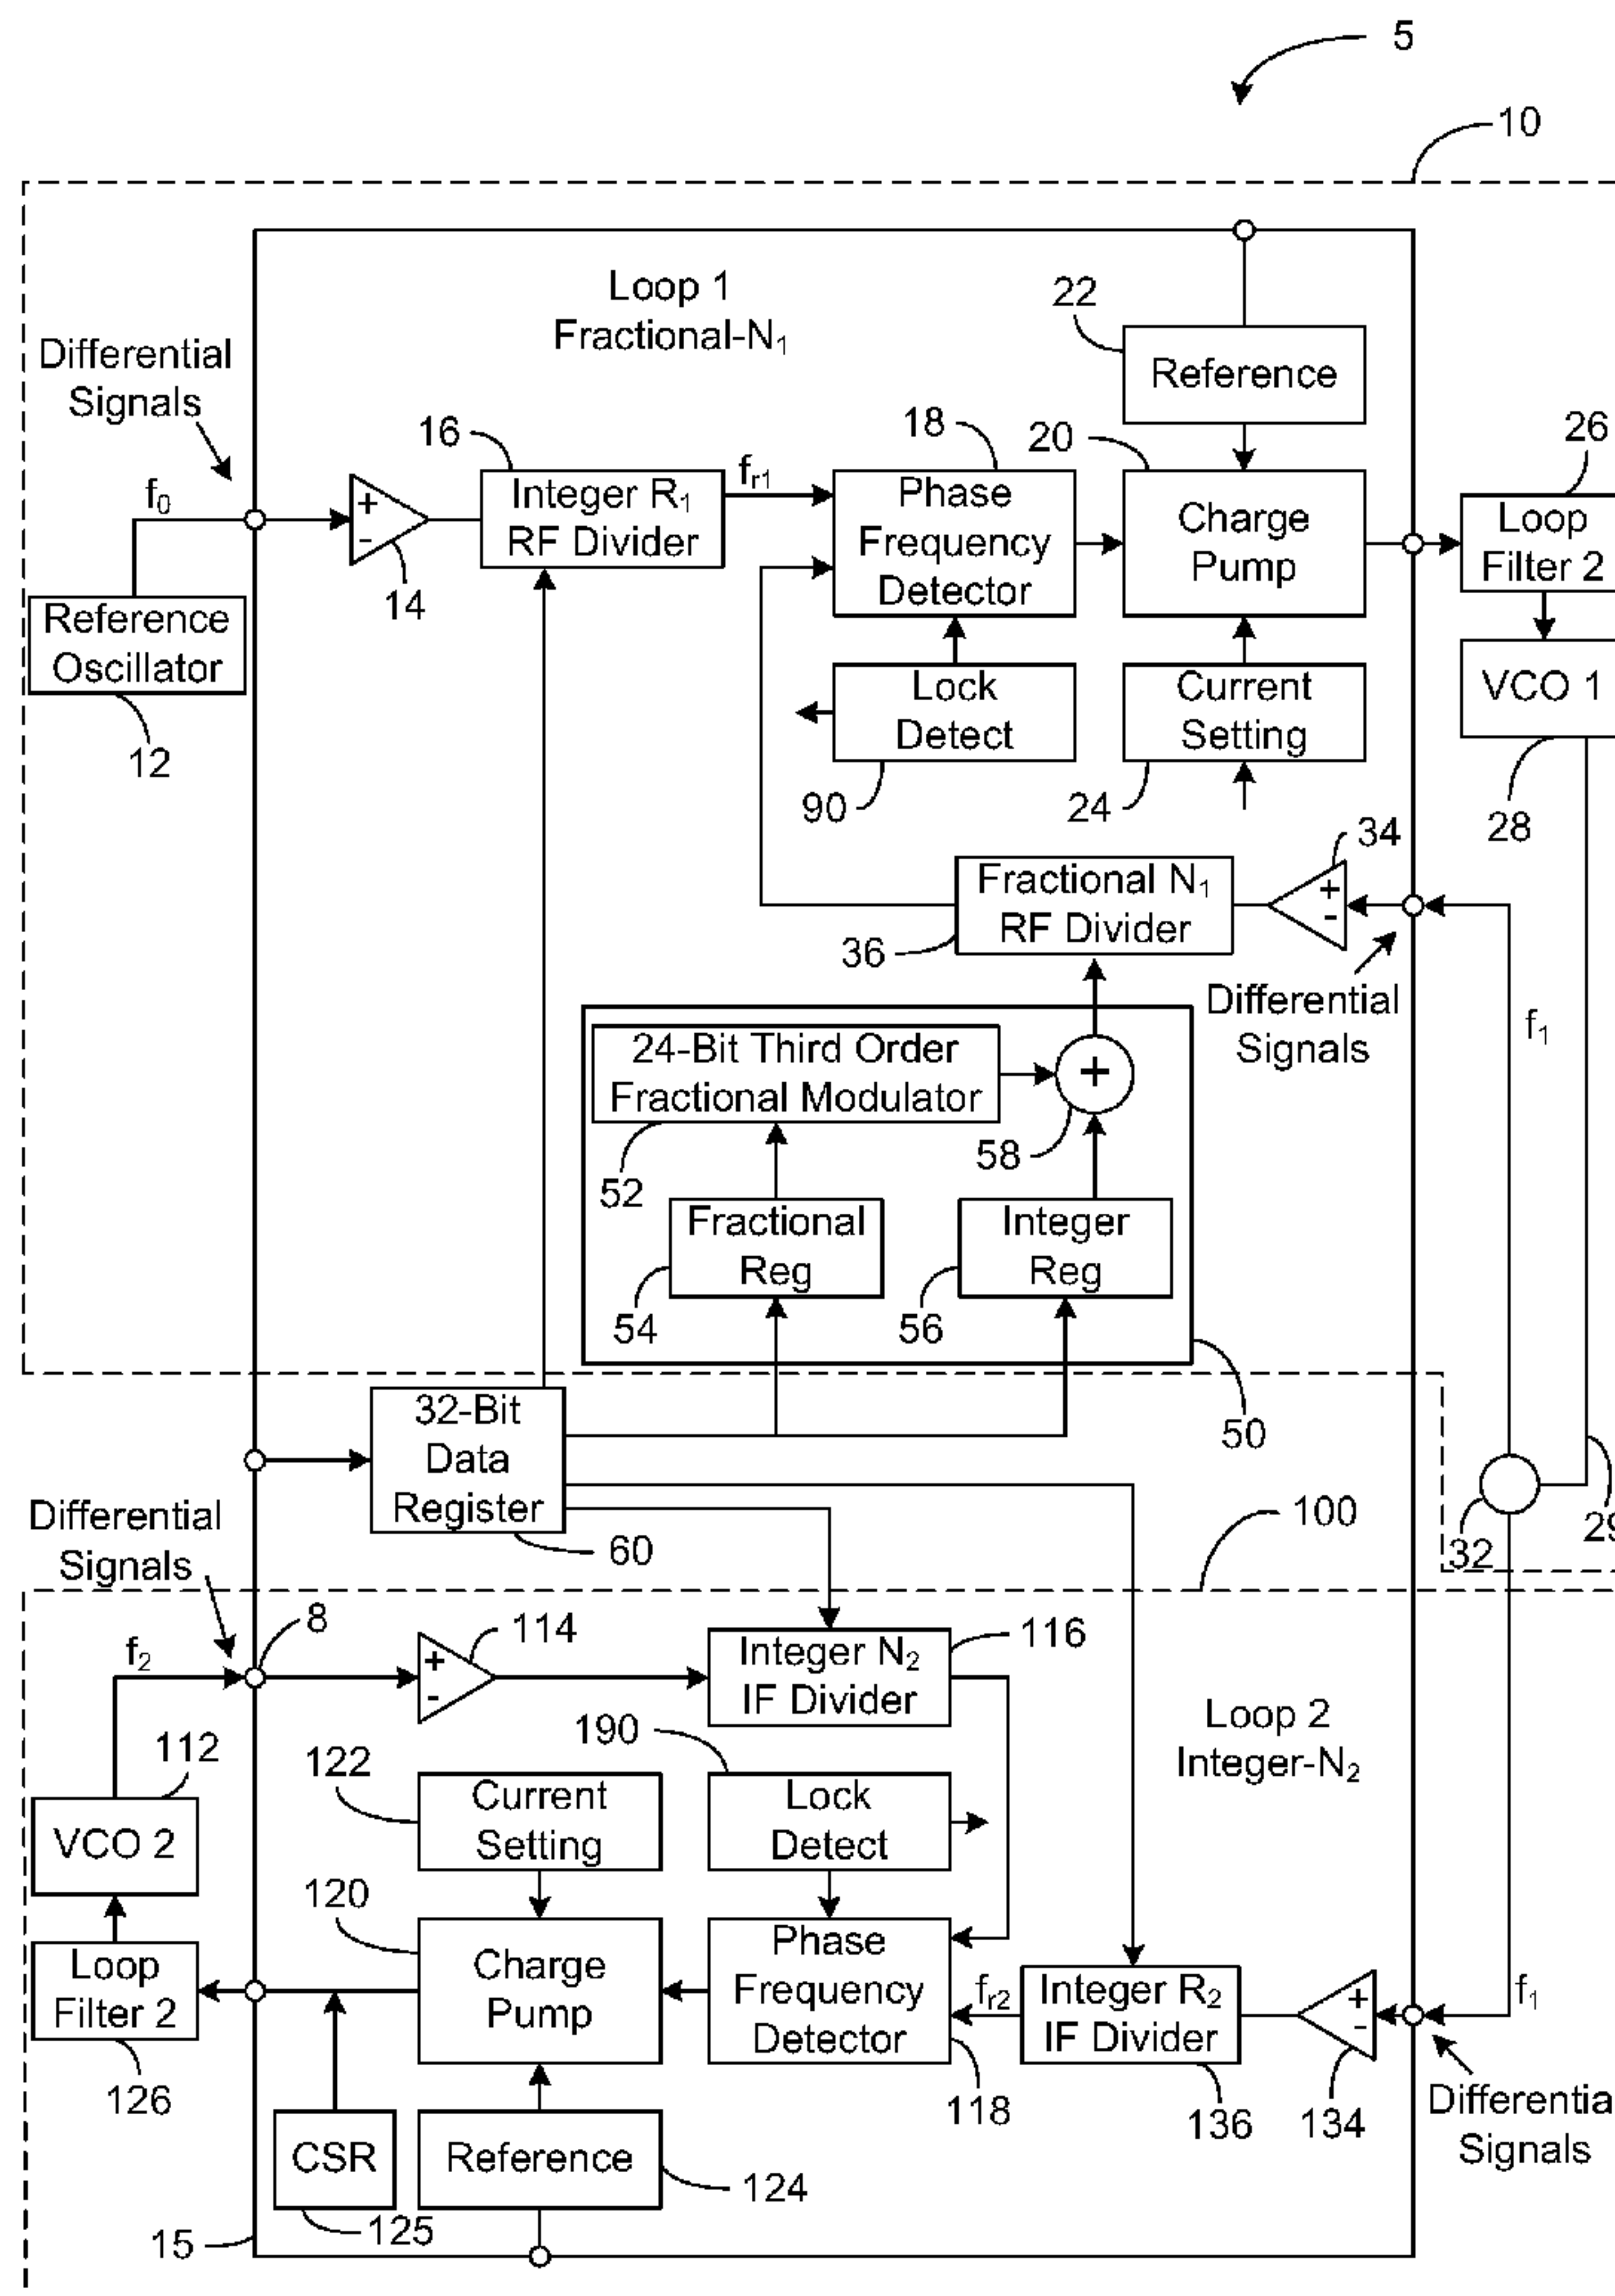 5
10
Loop 1
Fractional-N₁
22
Reference
Differential
Signals
16
18
20
26
f₀
Integer R₁
RF Divider
fᵣ₁
Phase
Frequency
Detector
Charge
Pump
Loop
Filter 2
+
-
14
Reference
Oscillator
12
Lock
Detect
90
Current
Setting
24
VCO 1
28
34
Fractional N₁
RF Divider
+
-
36
Differential
Signals
f₁
24-Bit Third Order
Fractional Modulator
+
58
52
Fractional
Reg
Integer
Reg
54
56
50
32-Bit
Data
Register
60
Differential
Signals
100
32
29
8
f₂
+
-
114
Integer N₂
IF Divider
116
Loop 2
Integer-N₂
190
112
122
Current
Setting
Lock
Detect
VCO 2
120
Loop
Filter 2
Charge
Pump
Phase
Frequency
Detector
fᵣ₂
Integer R₂
IF Divider
+
-
f₁
126
118
136
134
Differential
Signals
CSR
Reference
124
125
15